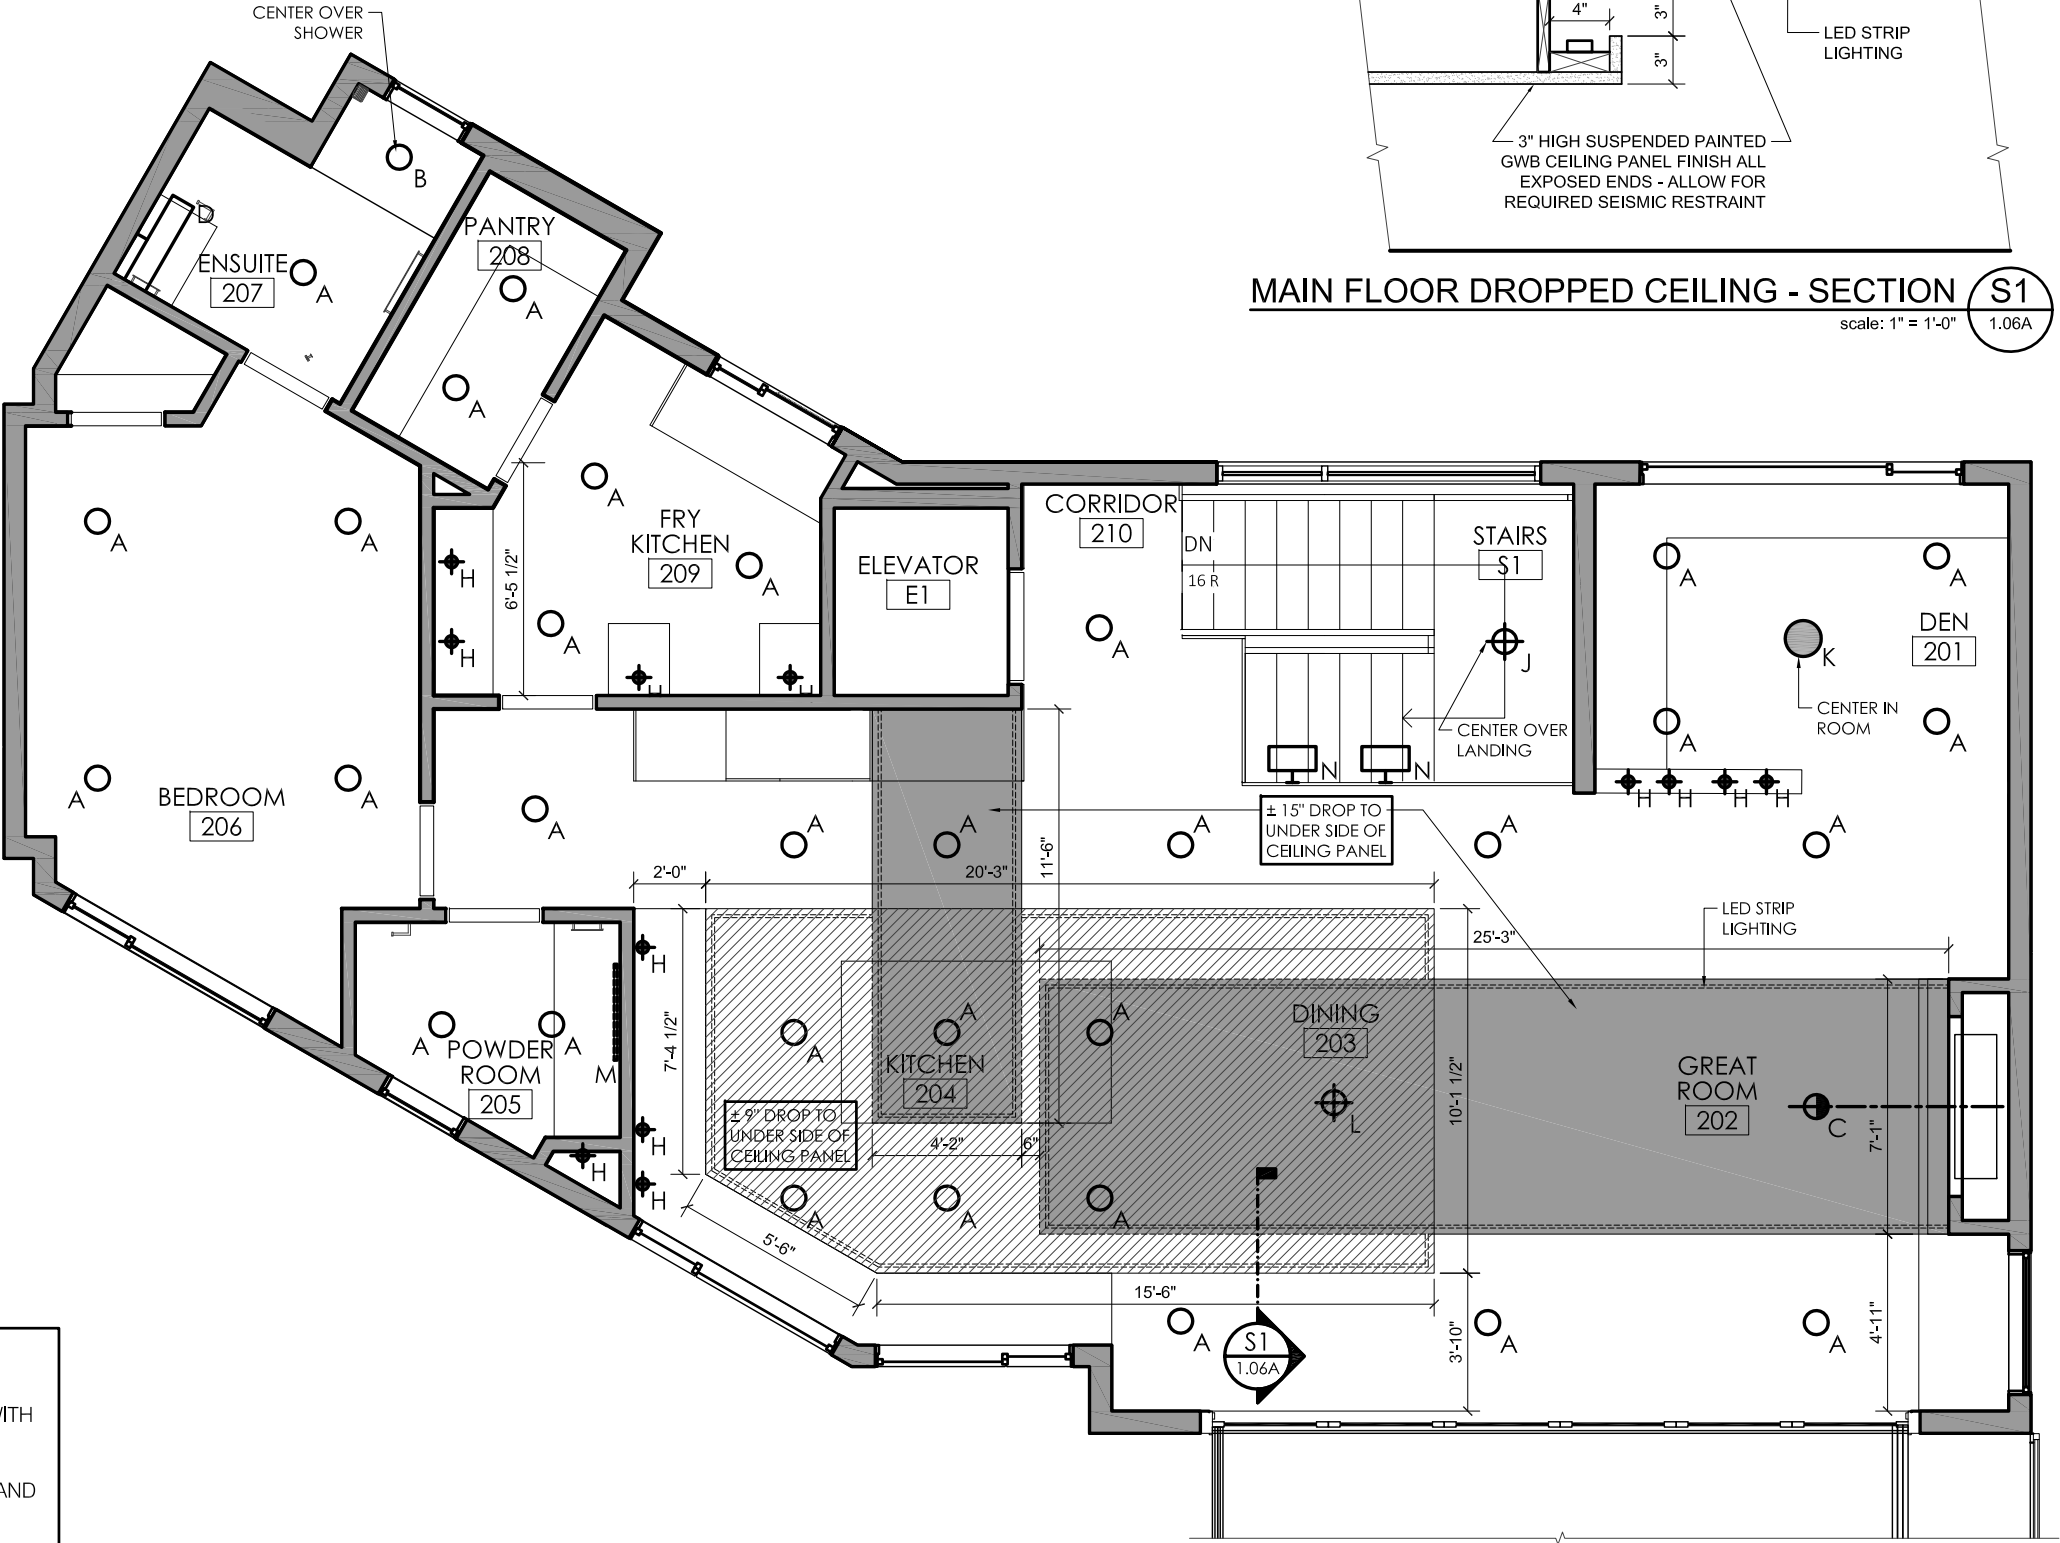 CENTER OVER
SHOWER
B
4"
3"
3"
LED STRIP
LIGHTING
3" HIGH SUSPENDED PAINTED
GWB CEILING PANEL FINISH ALL
EXPOSED ENDS - ALLOW FOR
REQUIRED SEISMIC RESTRAINT
MAIN FLOOR DROPPED CEILING - SECTION
S1
1.06A
scale: 1" = 1'-0"
ENSUITE
207
A
PANTRY
208
A
A
A
FRY
KITCHEN
209
A
A
H
H
6'-5 1/2"
ELEVATOR
E1
CORRIDOR
210
A
DN
16 R
STAIRS
S1
J
CENTER OVER
LANDING
N
N
DEN
201
A
A
K
CENTER IN
ROOM
A
A
H
H
H
H
A
A
A
A
BEDROOM
206
A
A
A
A
A
A
A
± 15" DROP TO
UNDER SIDE OF
CEILING PANEL
2'-0"
20'-3"
11'-6"
LED STRIP
LIGHTING
25'-3"
H
7'-4 1/2"
A
POWDER
ROOM
205
A
M
H
H
H
A
A
A
KITCHEN
204
DINING
203
L
10'-1 1/2"
GREAT
ROOM
202
C
7'-1"
± 9" DROP TO
UNDER SIDE OF
CEILING PANEL
4'-2"
6"
A
A
A
5'-6"
15'-6"
A
A
A
3'-10"
4'-11"
S1
1.06A
WITH
AND